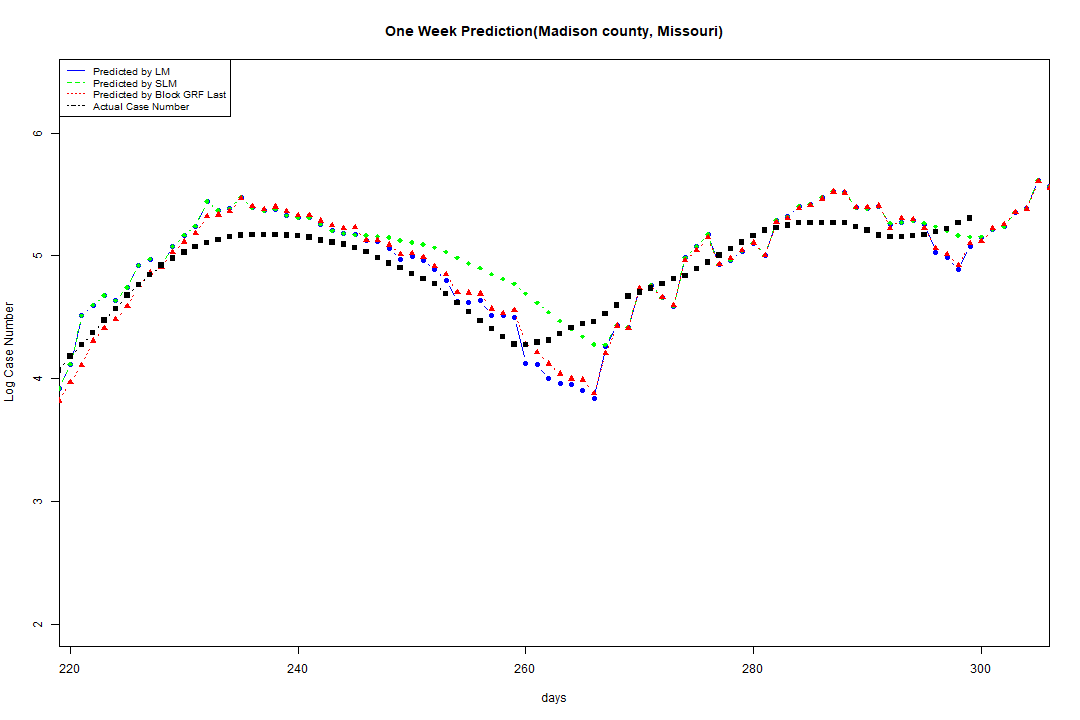 One Week Prediction(Madison county, Missouri)
Predicted by LM
Predicted by SLM
Predicted by Block GRF Last
Actual Case Number
6
5
4
3
2
Log Case Number
220 240 260 280 300
days